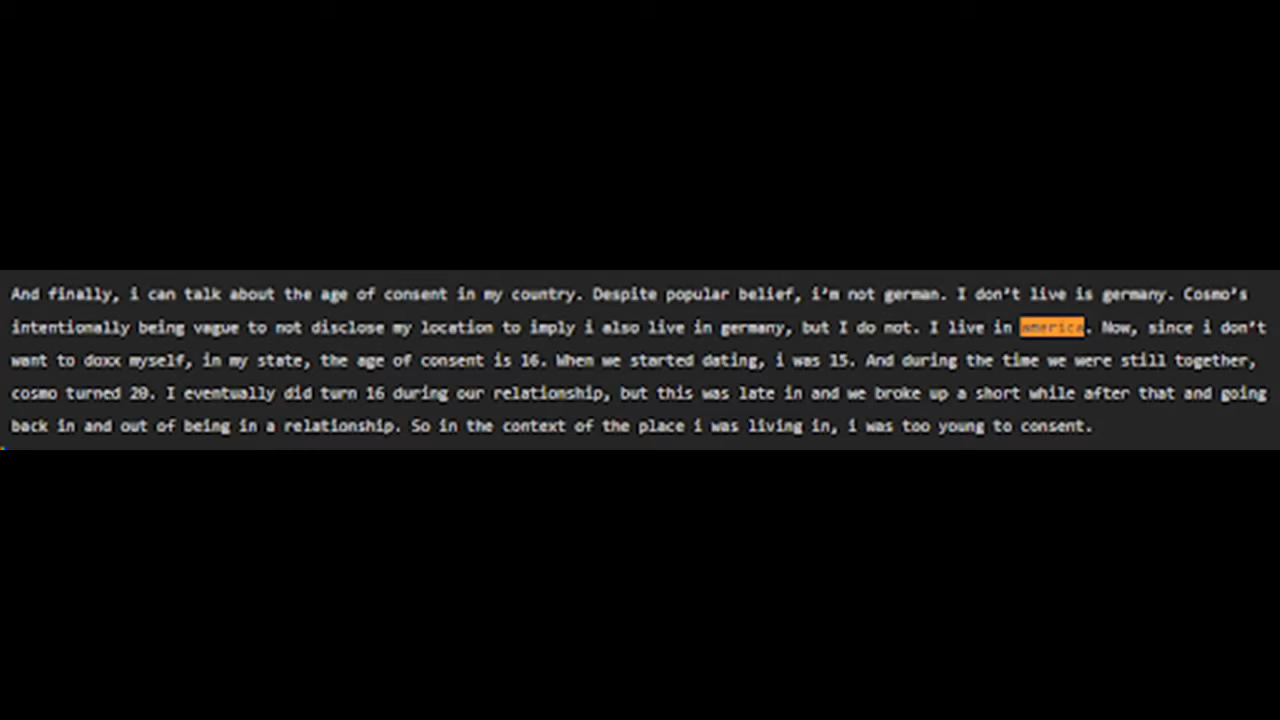 And finally, i can talk about the age of consent in my country. Despite popular belief, i'm not german. I don't live is germany. Cosmo's
intentionally being vague to not disclose my location to imply i also live in germany, but I do not. I live in america. Now, since i don't
want to doxx myself, in my state, the age of consent is 16. When we started dating, i was 15. And during the time we were still together,
cosmo turned 20. I eventually did turn 16 during our relationship, but this was late in and we broke up a short while after that and going
back in and out of being in a relationship. So in the context of the place i was living in, i was too young to consent.